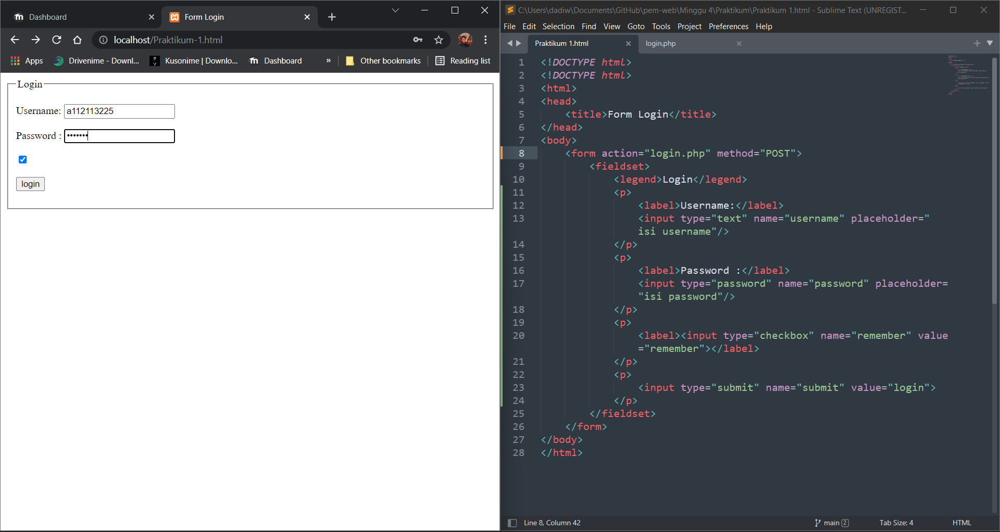 Dashboard
Form Login
localhost/Praktikum-1.html
Apps
Drivenime - Downl...
Kusonime | Downlo...
Dashboard
»
Other bookmarks
Reading list
Login
Username: a112113225
Password : •••••••
login
C:\Users\dadiw\Documents\GitHub\pem-web\Minggu 4\Praktikum\Praktikum 1.html - Sublime Text (UNREGIST...
File Edit Selection Find View Goto Tools Project Preferences Help
Praktikum 1.html
login.php
1 <!DOCTYPE html>
2 <!DOCTYPE html>
3 <html>
4 <head>
5 <title>Form Login</title>
6 </head>
7 <body>
8 <form action="login.php" method="POST">
9 <fieldset>
10 <legend>Login</legend>
11 <p>
12 <label>Username:</label>
13 <input type="text" name="username" placeholder="
isi username"/>
14 </p>
15 <p>
16 <label>Password :</label>
17 <input type="password" name="password" placeholder=
"isi password"/>
18 </p>
19 <p>
20 <label><input type="checkbox" name="remember" value
="remember"></label>
21 </p>
22 <p>
23 <input type="submit" name="submit" value="login">
24 </p>
25 </fieldset>
26 </form>
27 </body>
28 </html>
Line 8, Column 42
main 2
Tab Size: 4
HTML